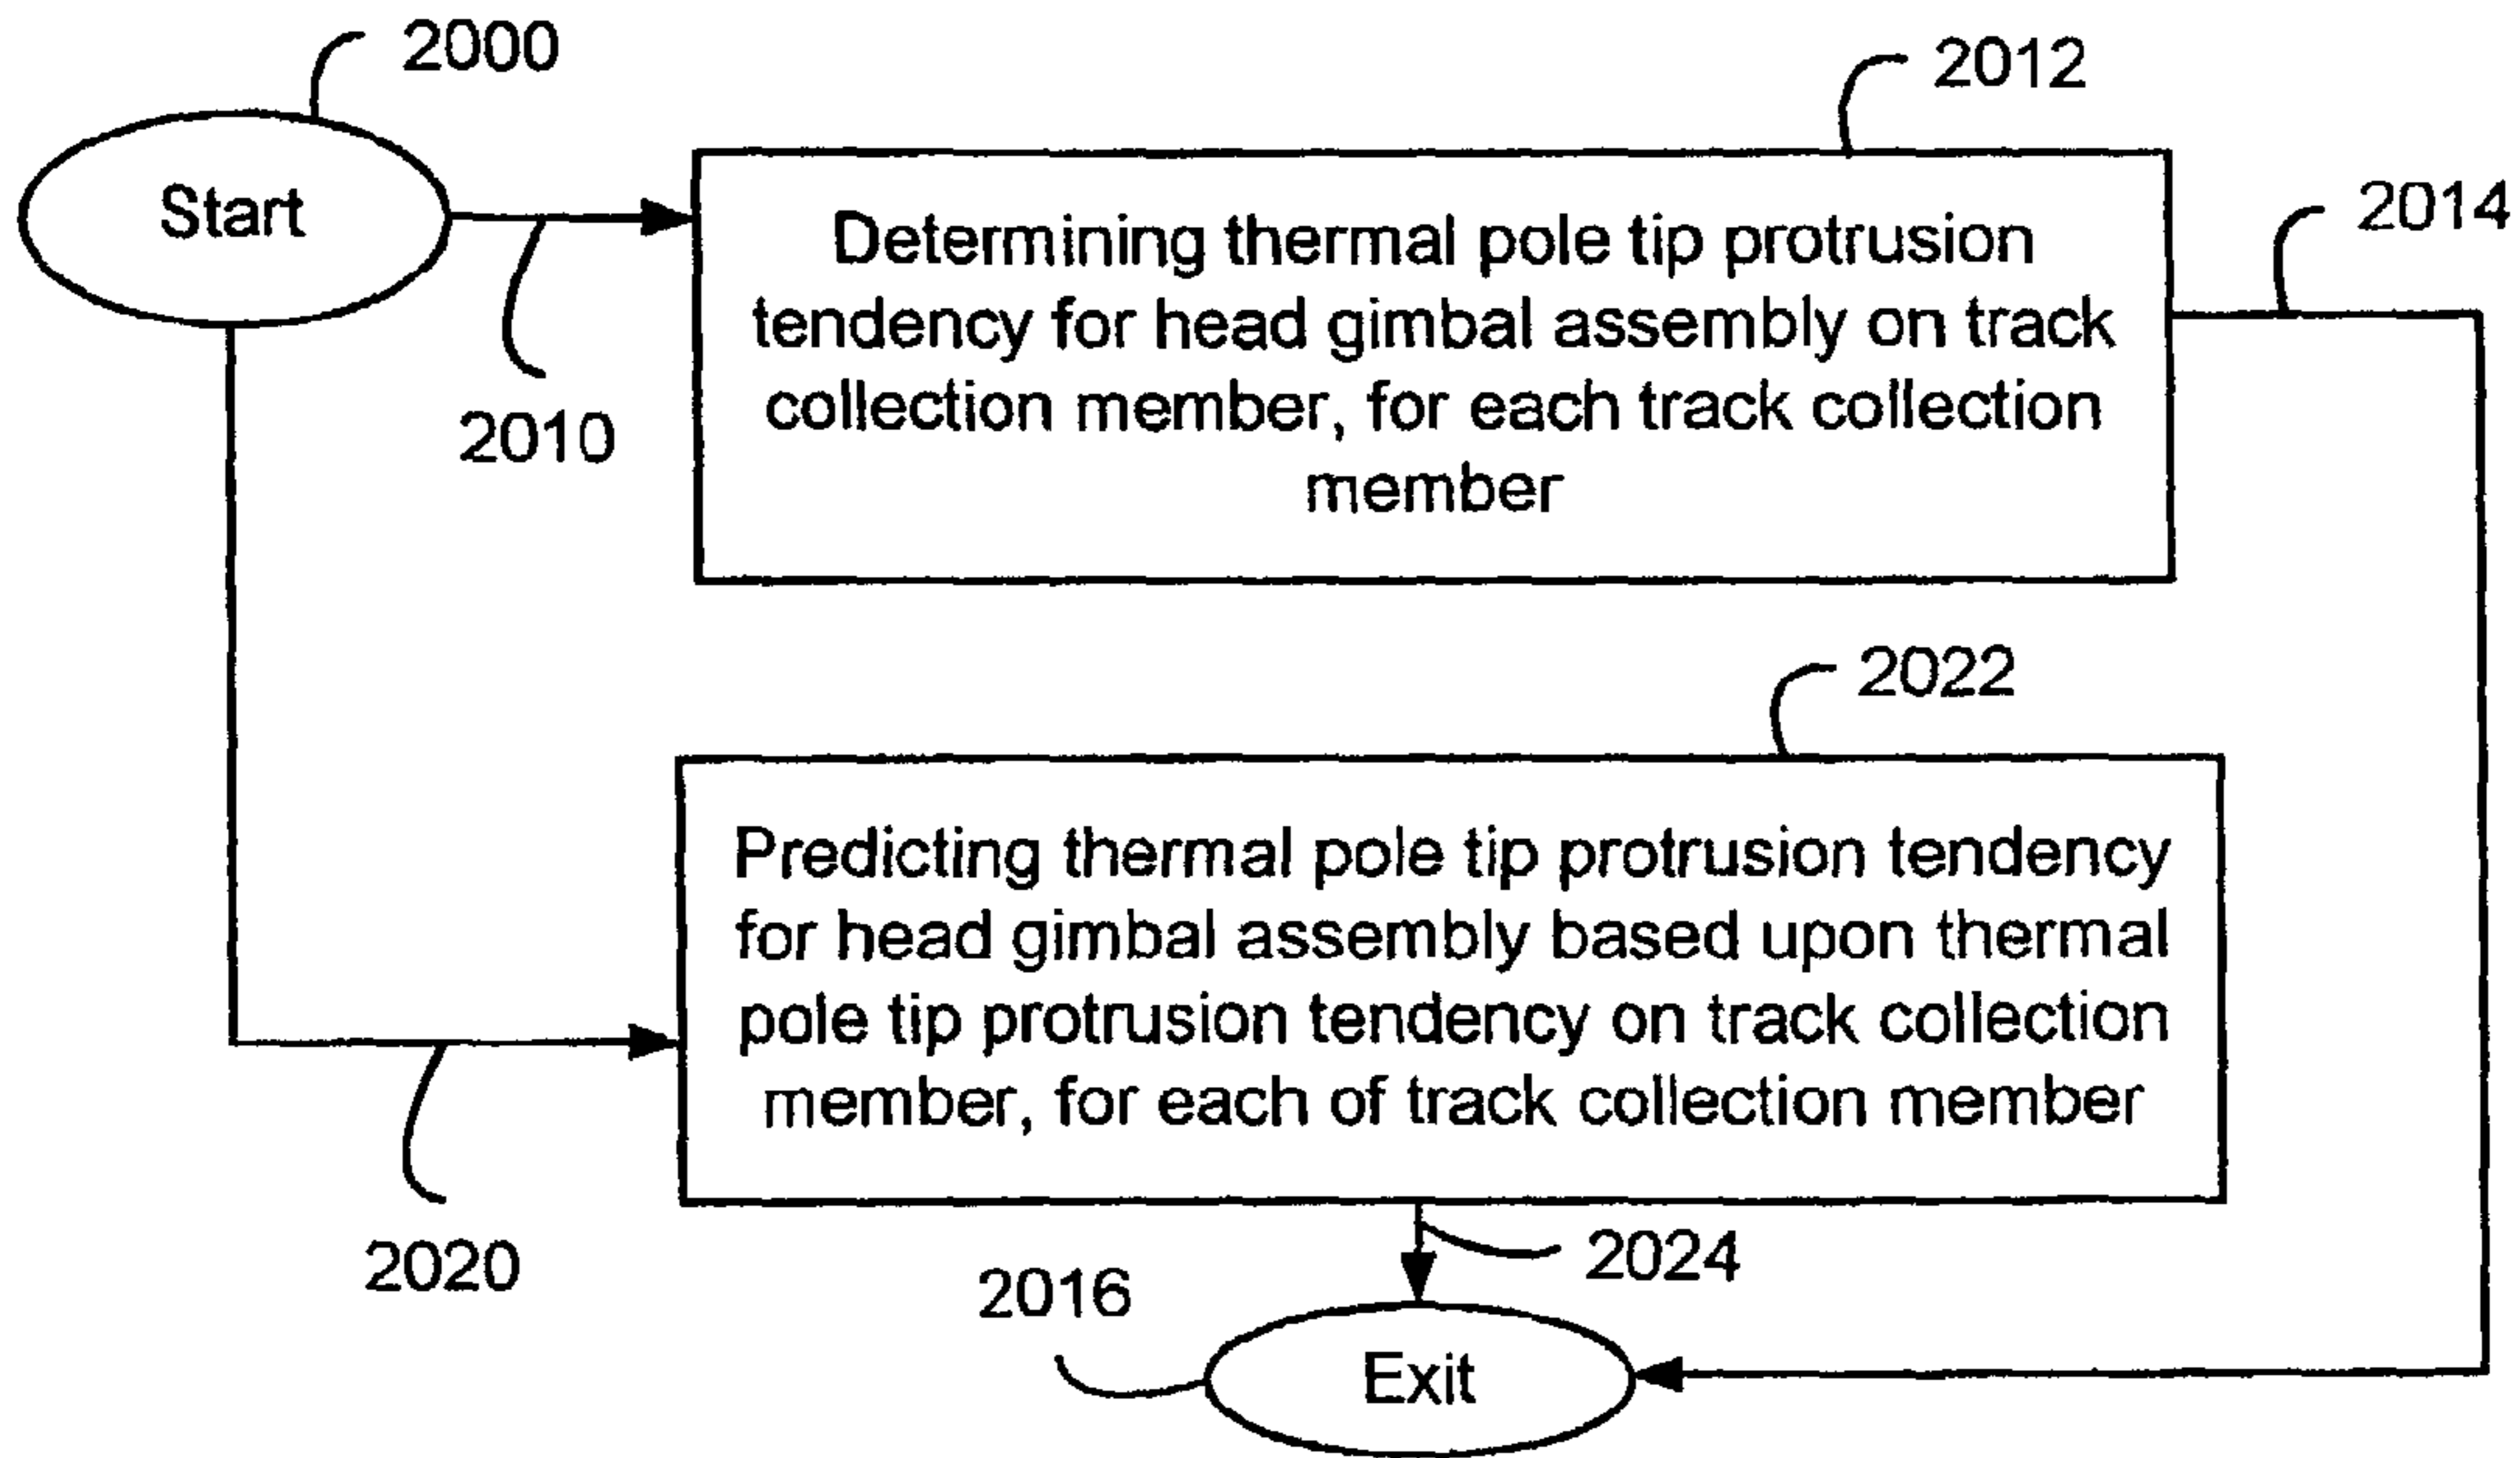 2000
2012
Start
2014
Determining thermal pole tip protrusion
tendency for head gimbal assembly on track
collection member, for each track collection
member
2010
2022
Predicting thermal pole tip protrusion tendency
for head gimbal assembly based upon thermal
pole tip protrusion tendency on track collection
member, for each of track collection member
2020
2024
2016
Exit